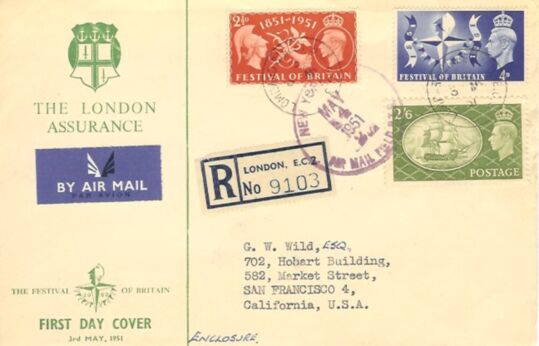 THE LONDON
ASSURANCE
BY AIR MAIL
PAR AVION
THE FESTIVAL OF BRITAIN
FIRST DAY COVER
3rd MAY, 1951
2½D
1851-1951
FESTIVAL OF BRITAIN
FESTIVAL OF BRITAIN
4D
2/6
POSTAGE
NEW YORK
MAY
1951
AIR MAIL FIELD
R
LONDON, E.C.2
No 9103
G. W. Wild, ESQ,
702, Hobart Building,
582, Market Street,
SAN FRANCISCO 4,
California, U.S.A.
ENCLOSURE.